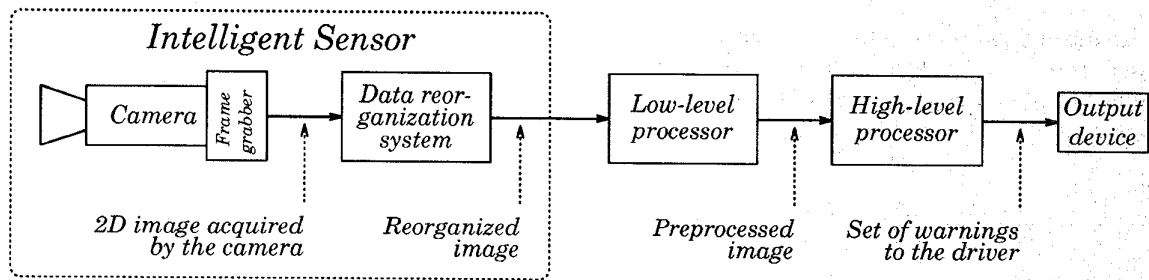 Intelligent Sensor
Camera
Frame
grabber
Data reor-
ganization
system
Low-level
processor
High-level
processor
Output
device
2D image acquired
by the camera
Reorganized
image
Preprocessed
image
Set of warnings
to the driver